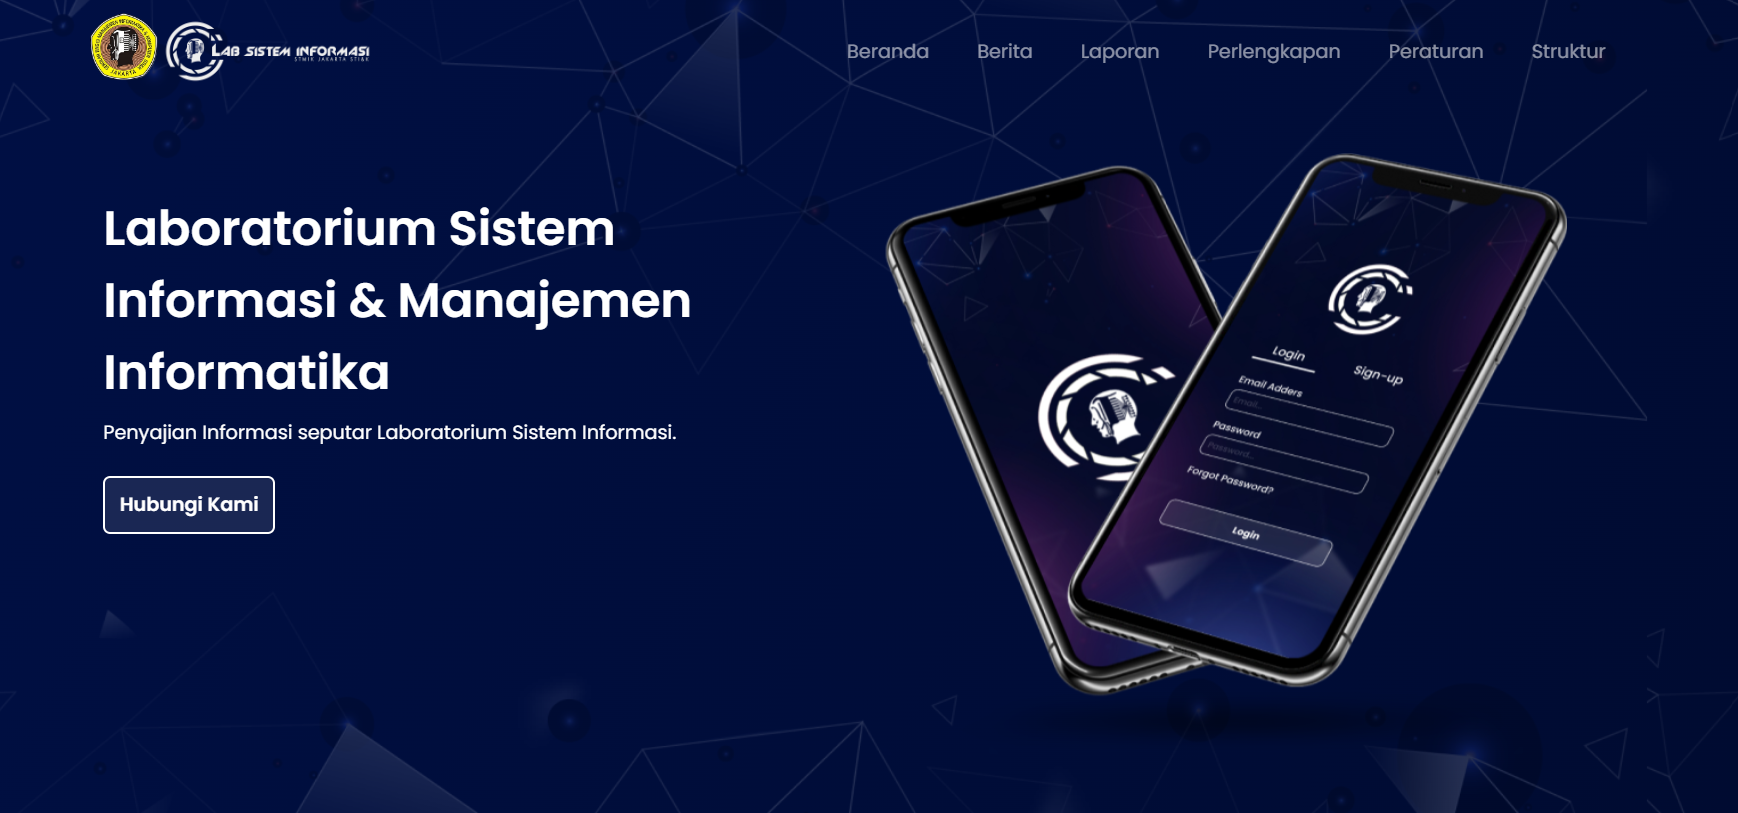 LAB SISTEM INFORMASI
STMIK JAKARTA STI&K
Beranda
Berita
Laporan
Perlengkapan
Peraturan
Struktur
Laboratorium Sistem
Informasi & Manajemen
Informatika
Penyajian Informasi seputar Laboratorium Sistem Informasi.
Hubungi Kami
Login
Sign-up
Email Adders
Email...
Password
Password...
Forgot Password?
Login